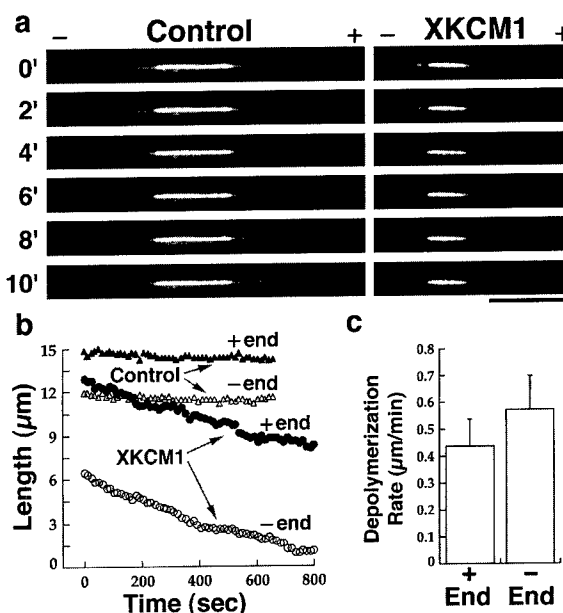 a
− Control +
− XKCM1 +
0'
2'
4'
6'
8'
10'
b
Length (µm)
15
12
9
6
3
0
+end
Control
−end
+end
XKCM1
−end
0 200 400 600 800
Time (sec)
c
Depolymerization
Rate (µm/min)
0.8
0.7
0.6
0.5
0.4
0.3
0.2
0.1
0
+ −
End End